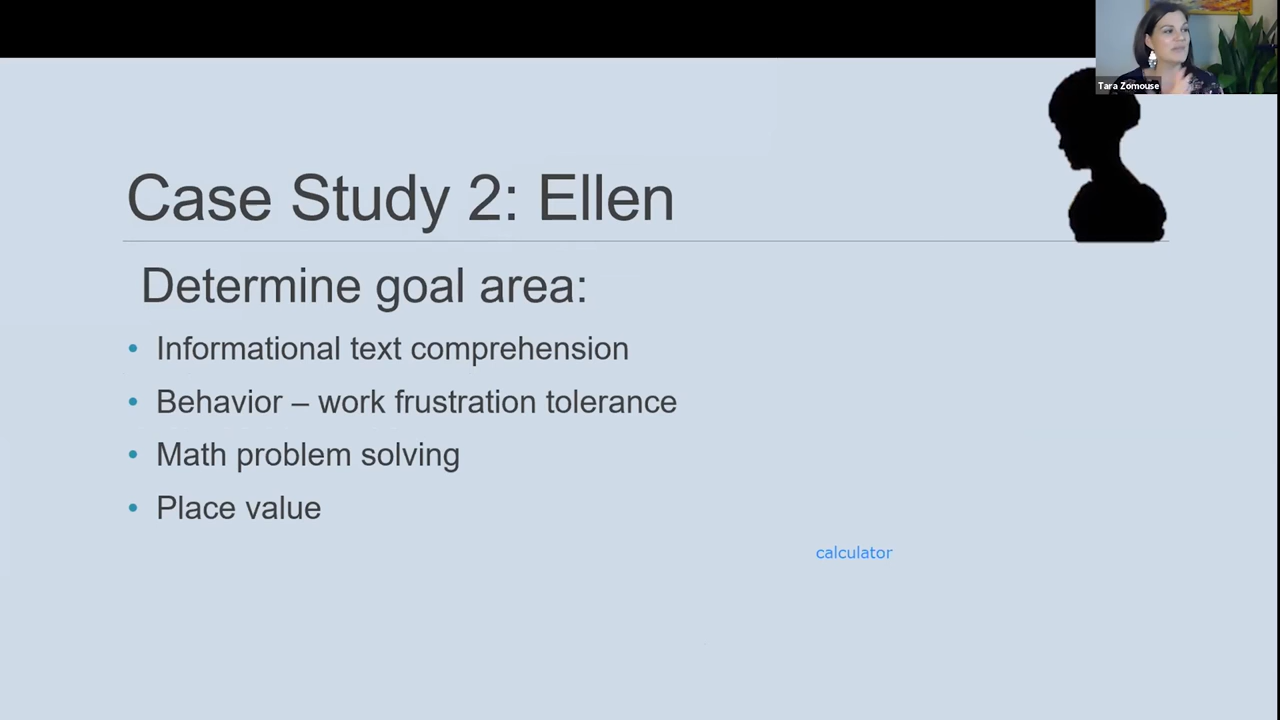 Tara Zomouse
Case Study 2: Ellen
Determine goal area:
• Informational text comprehension
• Behavior – work frustration tolerance
• Math problem solving
• Place value
calculator